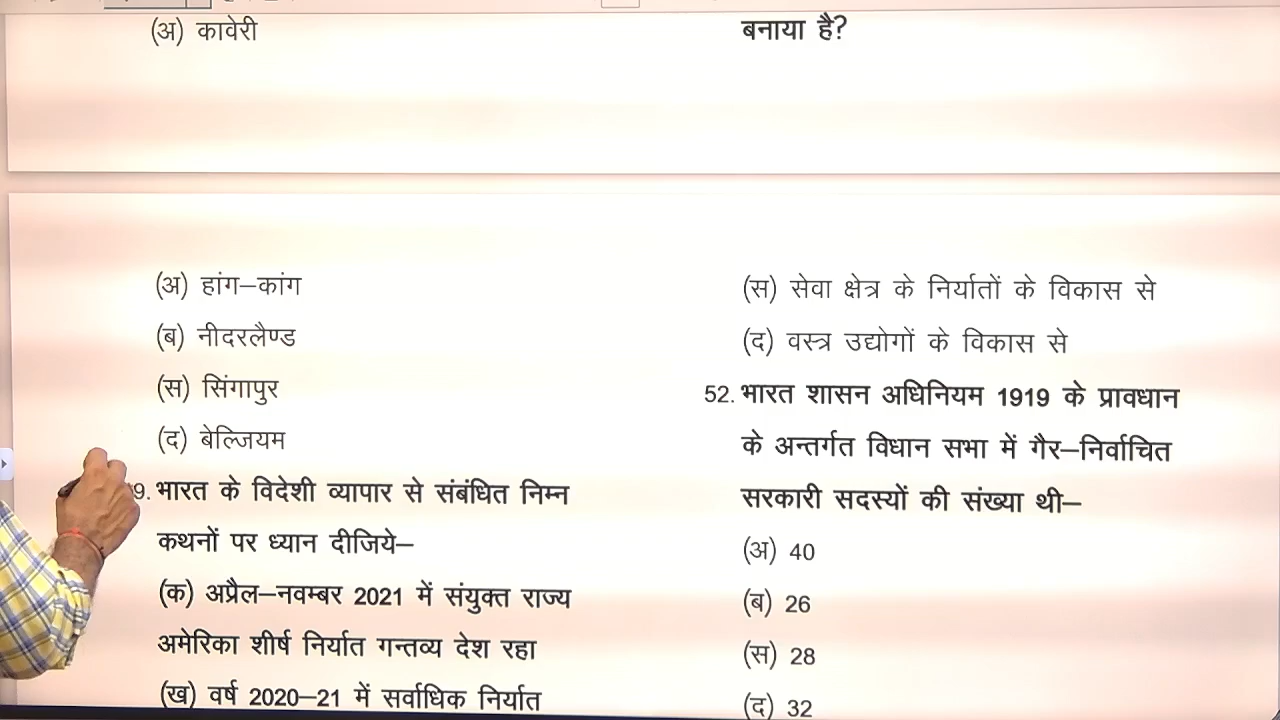 (अ) कावेरी
बनाया है?
(अ) हांग–कांग
(ब) नीदरलैण्ड
(स) सिंगापुर
(द) बेल्जियम
9. भारत के विदेशी व्यापार से संबंधित निम्न
कथनों पर ध्यान दीजिये–
(क) अप्रैल–नवम्बर 2021 में संयुक्त राज्य
अमेरिका शीर्ष निर्यात गन्तव्य देश रहा
(ख) वर्ष 2020–21 में सर्वाधिक निर्यात
(स) सेवा क्षेत्र के निर्यातों के विकास से
(द) वस्त्र उद्योगों के विकास से
52. भारत शासन अधिनियम 1919 के प्रावधान
के अन्तर्गत विधान सभा में गैर–निर्वाचित
सरकारी सदस्यों की संख्या थी–
(अ) 40
(ब) 26
(स) 28
(द) 32